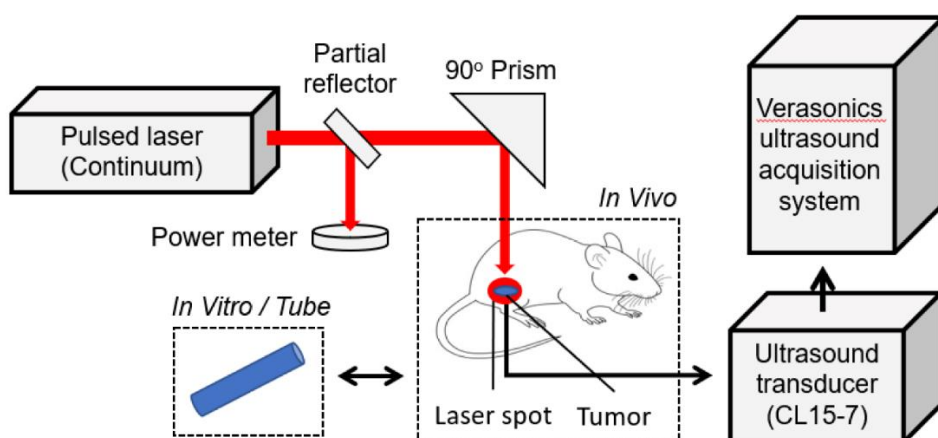 Partial
reflector
90° Prism
Pulsed laser
(Continuum)
Power meter
Verasonics
ultrasound
acquisition
system
In Vivo
In Vitro / Tube
Laser spot
Tumor
Ultrasound
transducer
(CL15-7)